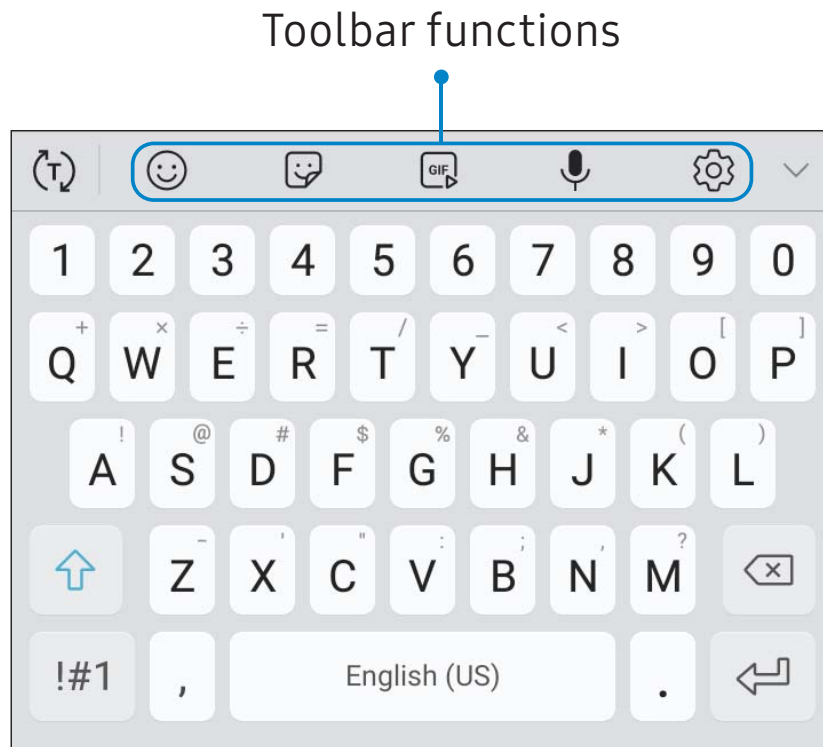 Toolbar functions
T GIF
1 2 3 4 5 6 7 8 9 0
+ × ÷ = / _ < > [ ]
Q W E R T Y U I O P
! @ # $ % & * ( )
A S D F G H J K L
- ' " : ; , ?
Z X C V B N M
!#1 , English (US) .